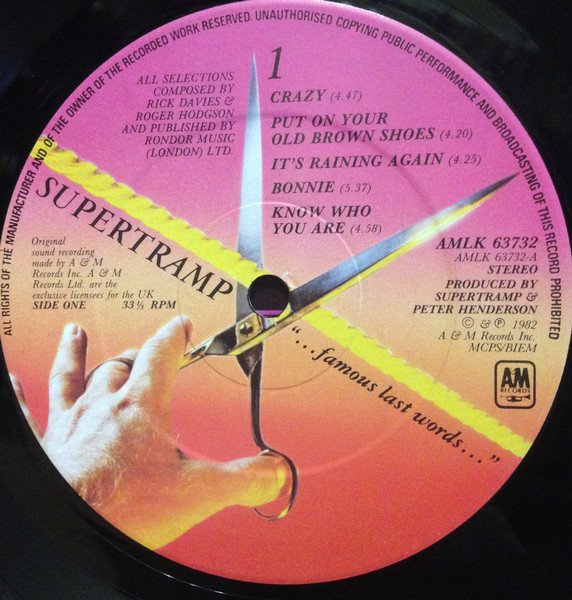 ALL RIGHTS OF THE MANUFACTURER AND OF THE OWNER OF THE RECORDED WORK RESERVED. UNAUTHORISED COPYING PUBLIC PERFORMANCE AND BROADCASTING OF THIS RECORD PROHIBITED
ALL SELECTIONS
COMPOSED BY
RICK DAVIES &
ROGER HODGSON
AND PUBLISHED BY
RONDOR MUSIC
(LONDON) LTD.
1
CRAZY (4.47)
PUT ON YOUR
OLD BROWN SHOES (4.20)
IT'S RAINING AGAIN (4.25)
BONNIE (5.37)
KNOW WHO
YOU ARE (4.58)
SUPERTRAMP
Original
sound recording
made by A & M
Records Inc. A & M
Records Ltd. are the
exclusive licenses for the UK
SIDE ONE 33⅓ RPM
AMLK 63732
AMLK 63732-A
STEREO
PRODUCED BY
SUPERTRAMP &
PETER HENDERSON
© & ℗ 1982
A & M Records Inc.
MCPS/BIEM
"...famous last words..."
A&M
RECORDS